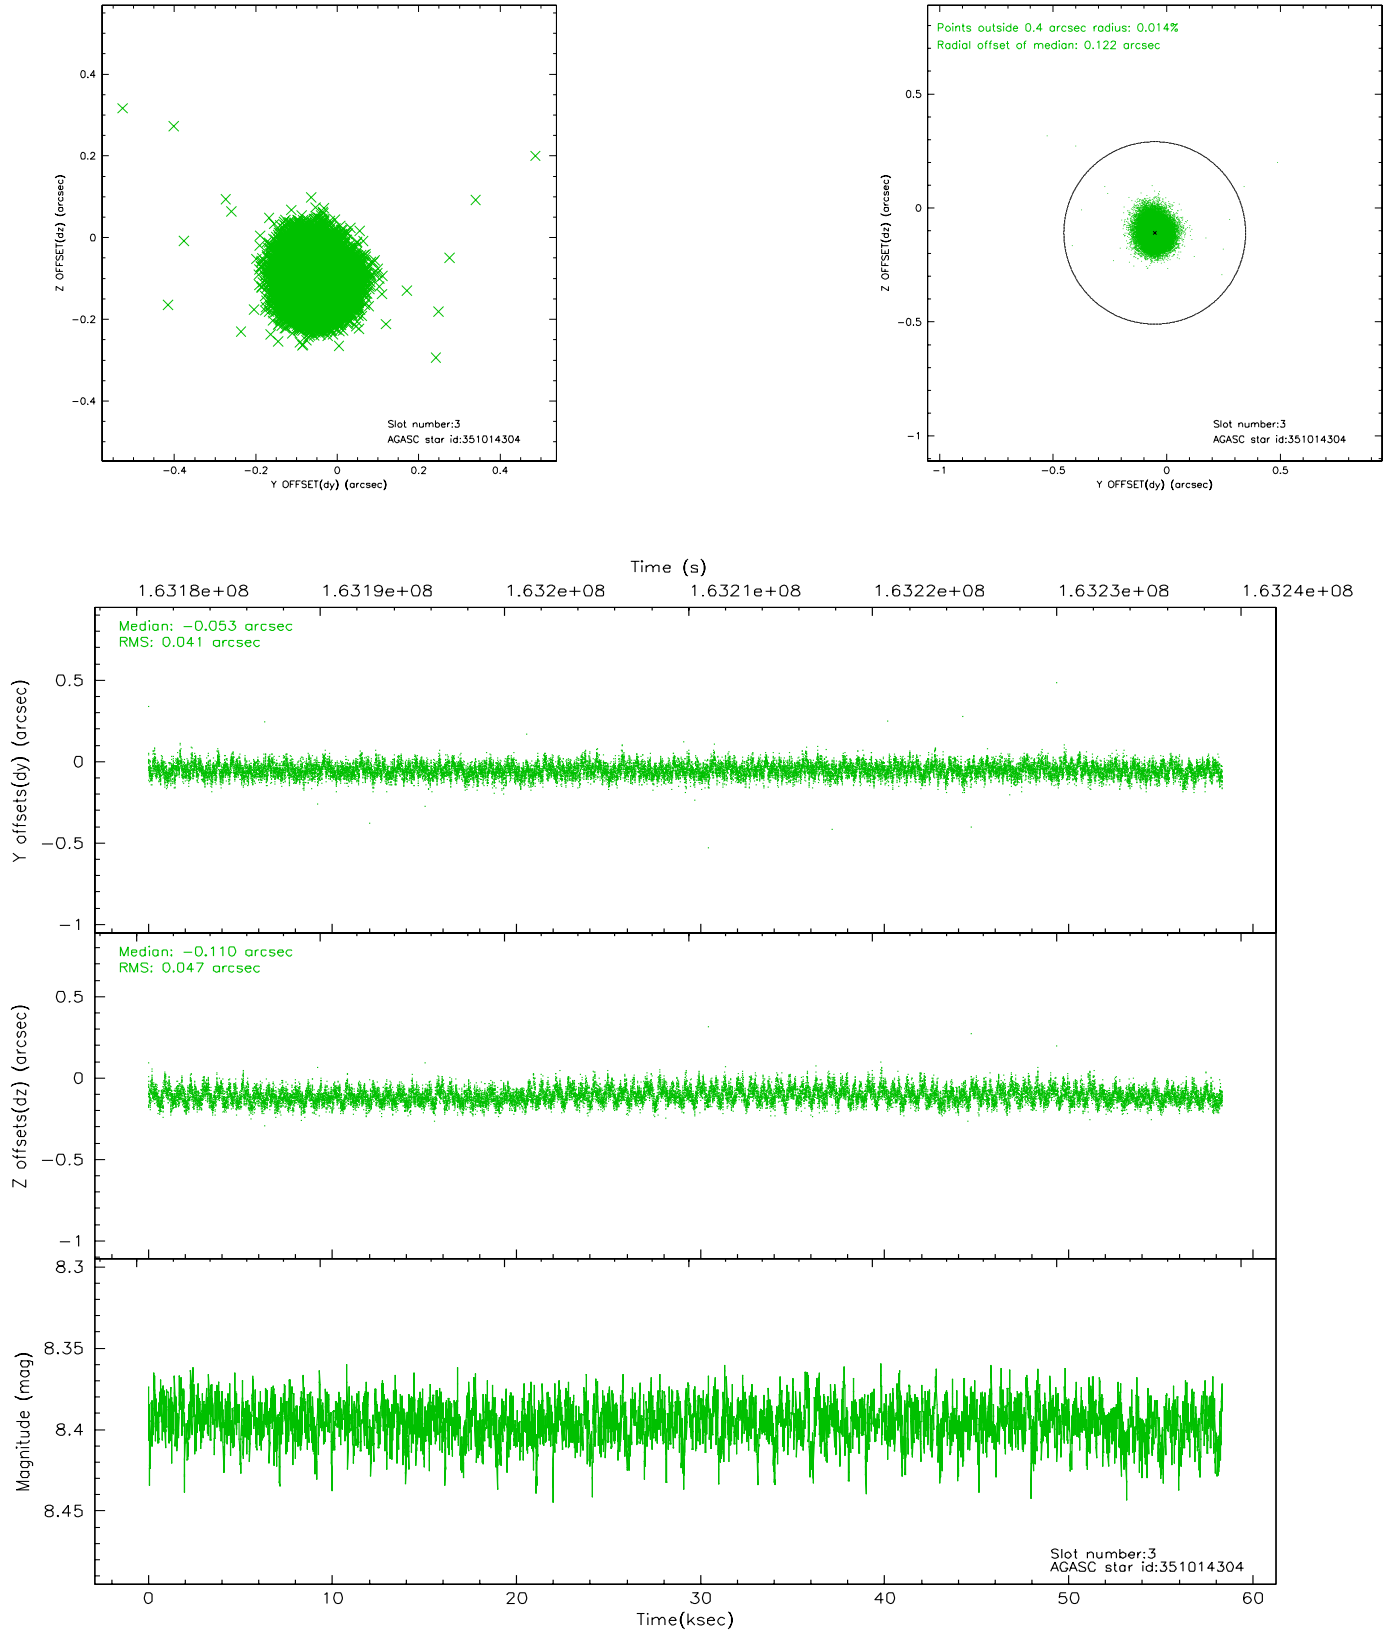 0.4
0.2
0
−0.2
−0.4
Z OFFSET(dz) (arcsec)
−0.4
−0.2
0
0.2
0.4
Y OFFSET(dy) (arcsec)
Slot number:3
AGASC star id:351014304
Points outside 0.4 arcsec radius: 0.014%
Radial offset of median: 0.122 arcsec
0.5
0
−0.5
−1
Z OFFSET(dz) (arcsec)
−1
−0.5
0
0.5
Y OFFSET(dy) (arcsec)
Slot number:3
AGASC star id:351014304
Time (s)
1.6318e+08
1.6319e+08
1.632e+08
1.6321e+08
1.6322e+08
1.6323e+08
1.6324e+08
Median: −0.053 arcsec
RMS: 0.041 arcsec
0.5
0
−0.5
−1
Y offsets(dy) (arcsec)
Median: −0.110 arcsec
RMS: 0.047 arcsec
0.5
0
−0.5
−1
Z offsets(dz) (arcsec)
8.3
8.35
8.4
8.45
Magnitude (mag)
Slot number:3
AGASC star id:351014304
0
10
20
30
40
50
60
Time(ksec)